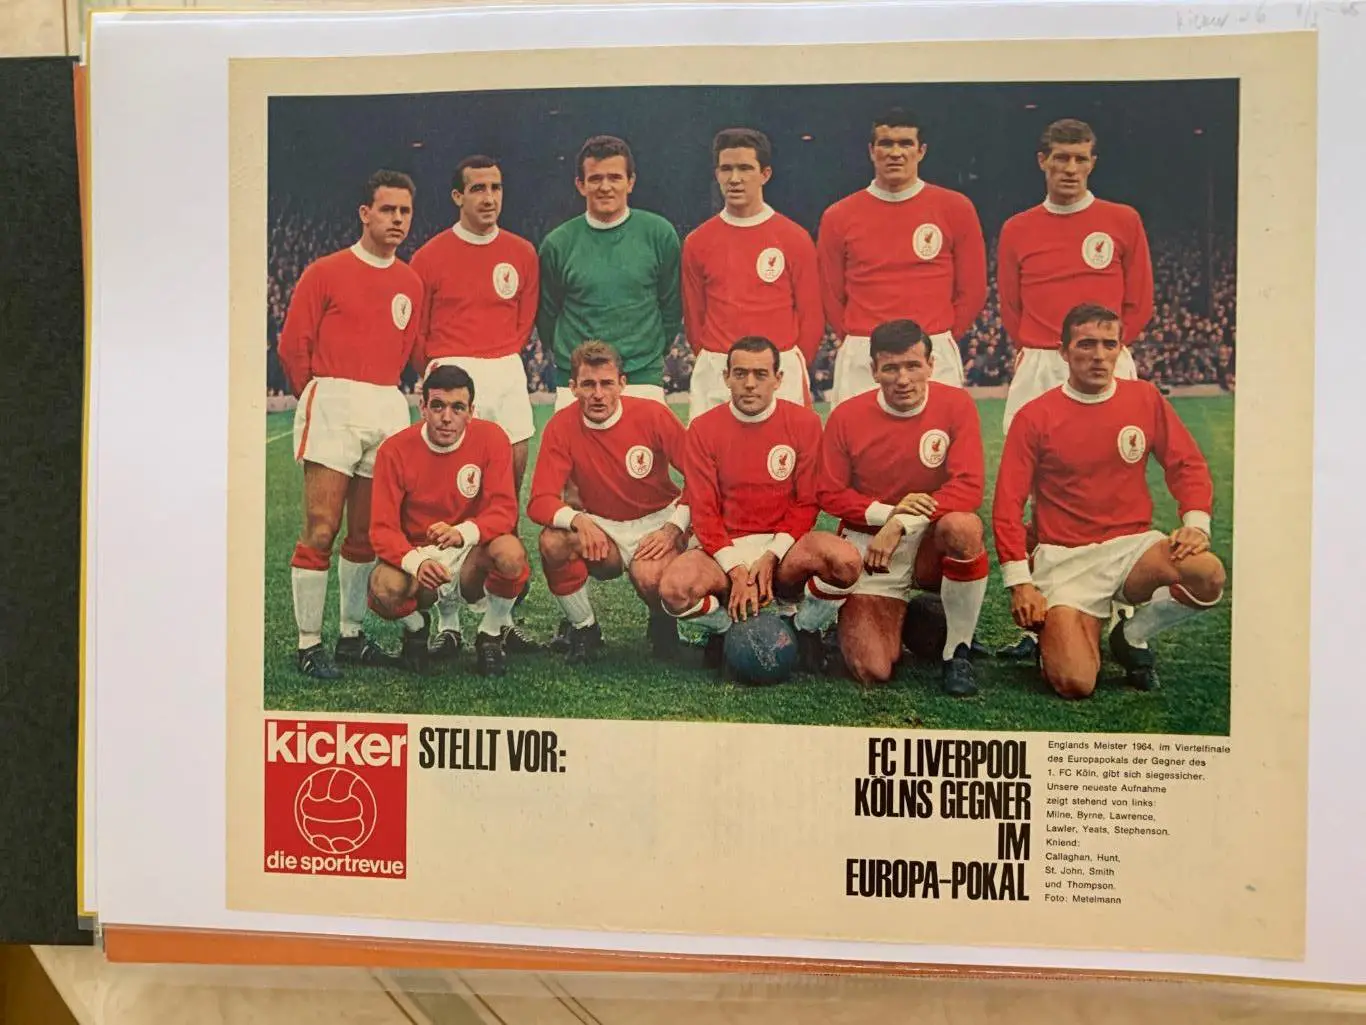 kicker
die sportrevue
STELLT VOR:
FC LIVERPOOL
KÖLNS GEGNER
IM
EUROPA-POKAL
Englands Meister 1964, im Viertelfinale
des Europapokals der Gegner des
1. FC Köln, gibt sich siegessicher.
Unsere neueste Aufnahme
zeigt stehend von links:
Milne, Byrne, Lawrence,
Lawler, Yeats, Stephenson.
Kniend:
Callaghan, Hunt,
St. John, Smith
und Thompson.
Foto: Metelmann